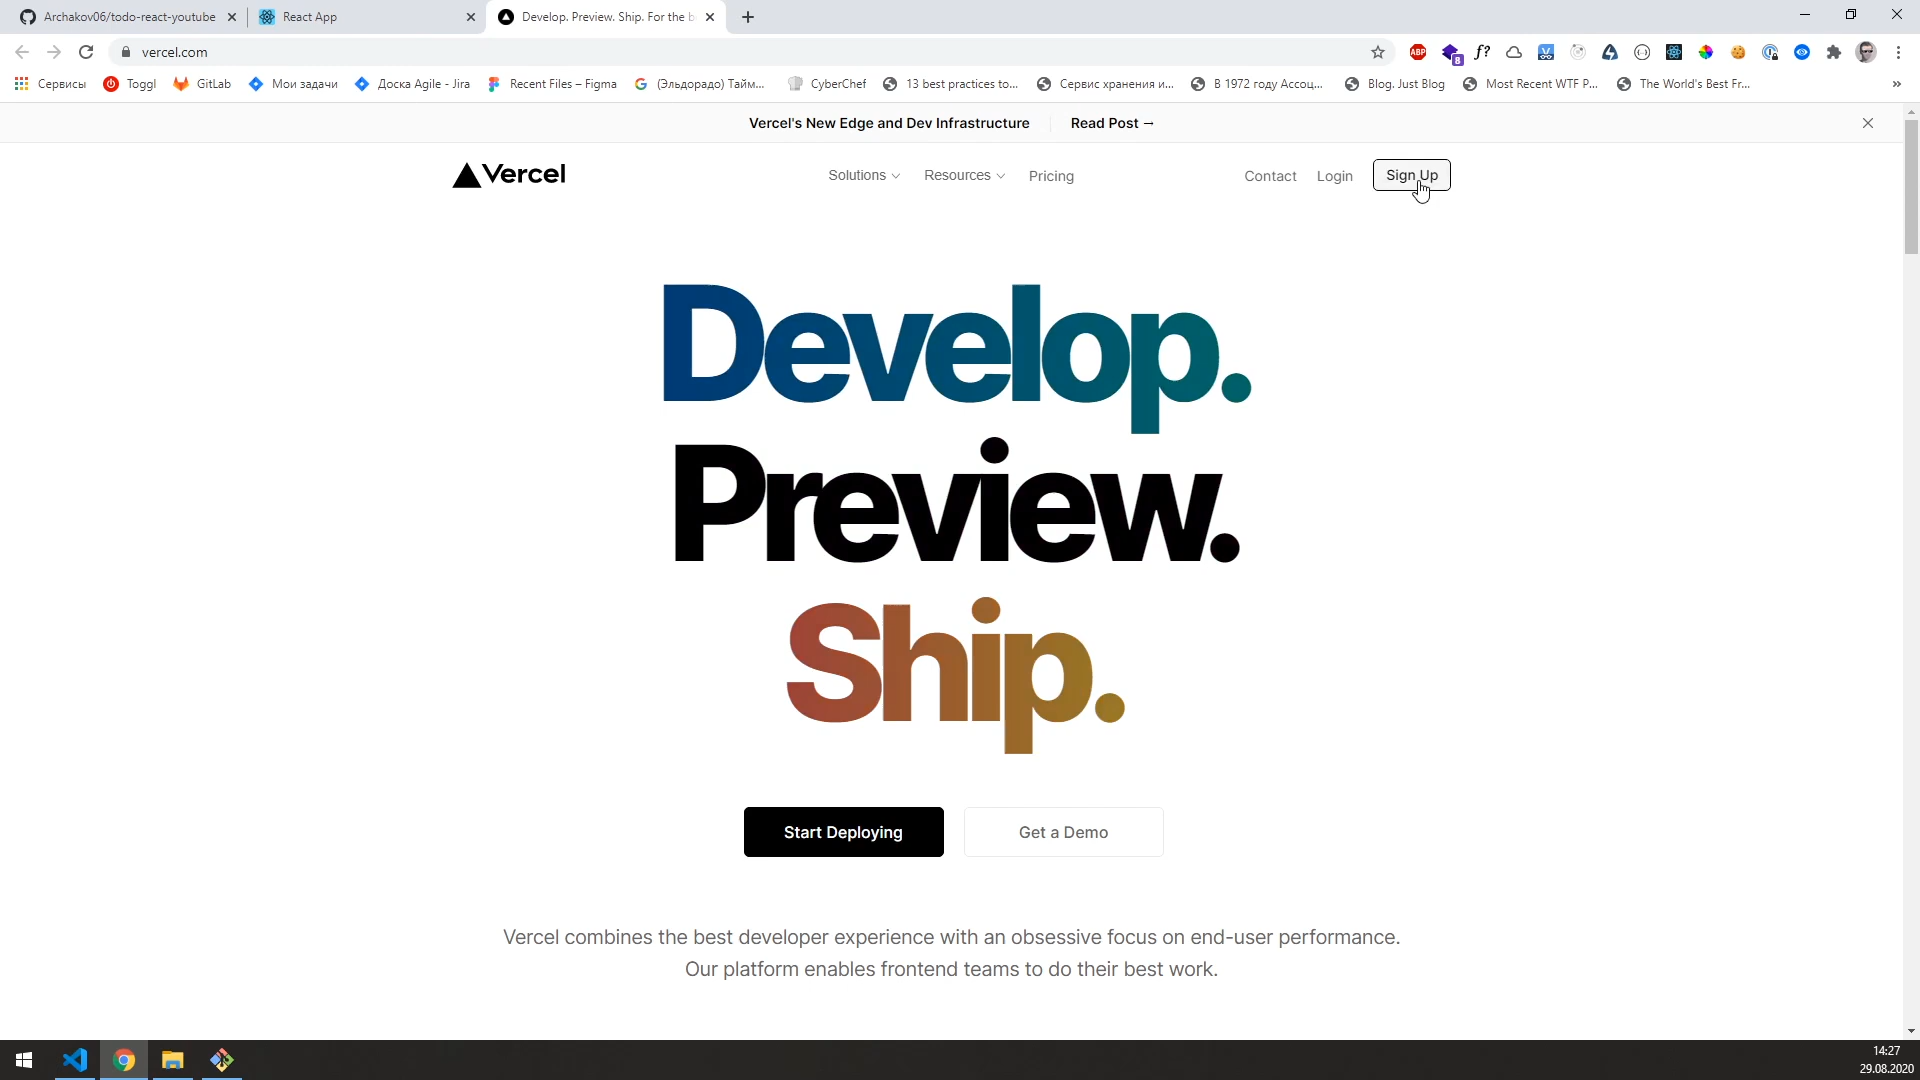 Archakov06/todo-react-youtube
React App
Develop. Preview. Ship. For the b
vercel.com
ABP
8
f?
Сервисы
Toggl
GitLab
Мои задачи
Доска Agile - Jira
Recent Files – Figma
(Эльдорадо) Тайм...
CyberChef
13 best practices to...
Сервис хранения и...
В 1972 году Ассоц...
Blog. Just Blog
Most Recent WTF P...
The World's Best Fr...
»
Vercel's New Edge and Dev Infrastructure
Read Post →
Vercel
Solutions
Resources
Pricing
Contact
Login
Sign Up
Develop.
Preview.
Ship.
Start Deploying
Get a Demo
Vercel combines the best developer experience with an obsessive focus on end-user performance.
Our platform enables frontend teams to do their best work.
14:27
29.08.2020